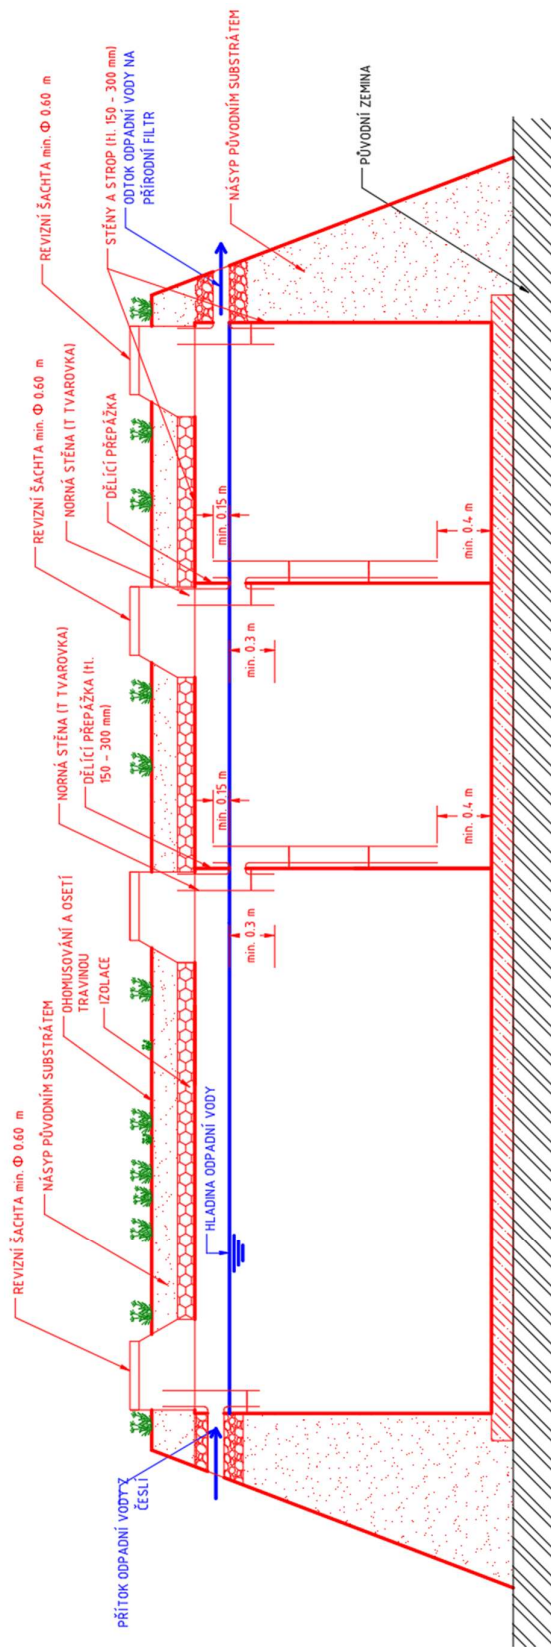 REVIZNÍ ŠACHTA min. Φ 0.60 m
NÁSYP PŮVODNÍM SUBSTRÁTEM
OHOMUSOVÁNÍ A OSETÍ
TRAVINOU
IZOLACE
NORNÁ STĚNA (T TVAROVKA)
DĚLÍCÍ PŘEPÁŽKA (tl.
150 - 300 mm)
REVIZNÍ ŠACHTA min. Φ 0.60 m
NORNÁ STĚNA (T TVAROVKA)
DĚLÍCÍ PŘEPÁŽKA
REVIZNÍ ŠACHTA min. Φ 0.60 m
STĚNY A STROP (tl. 150 - 300 mm)
ODTOK ODPADNÍ VODY NA
PŘÍRODNÍ FILTR
NÁSYP PŮVODNÍM SUBSTRÁTEM
PŮVODNÍ ZEMINA
PŘÍTOK ODPADNÍ VODY Z
ČESLÍ
HLADINA ODPADNÍ VODY
min. 0.15 m
min. 0.15 m
min. 0.3 m
min. 0.3 m
min. 0.4 m
min. 0.4 m